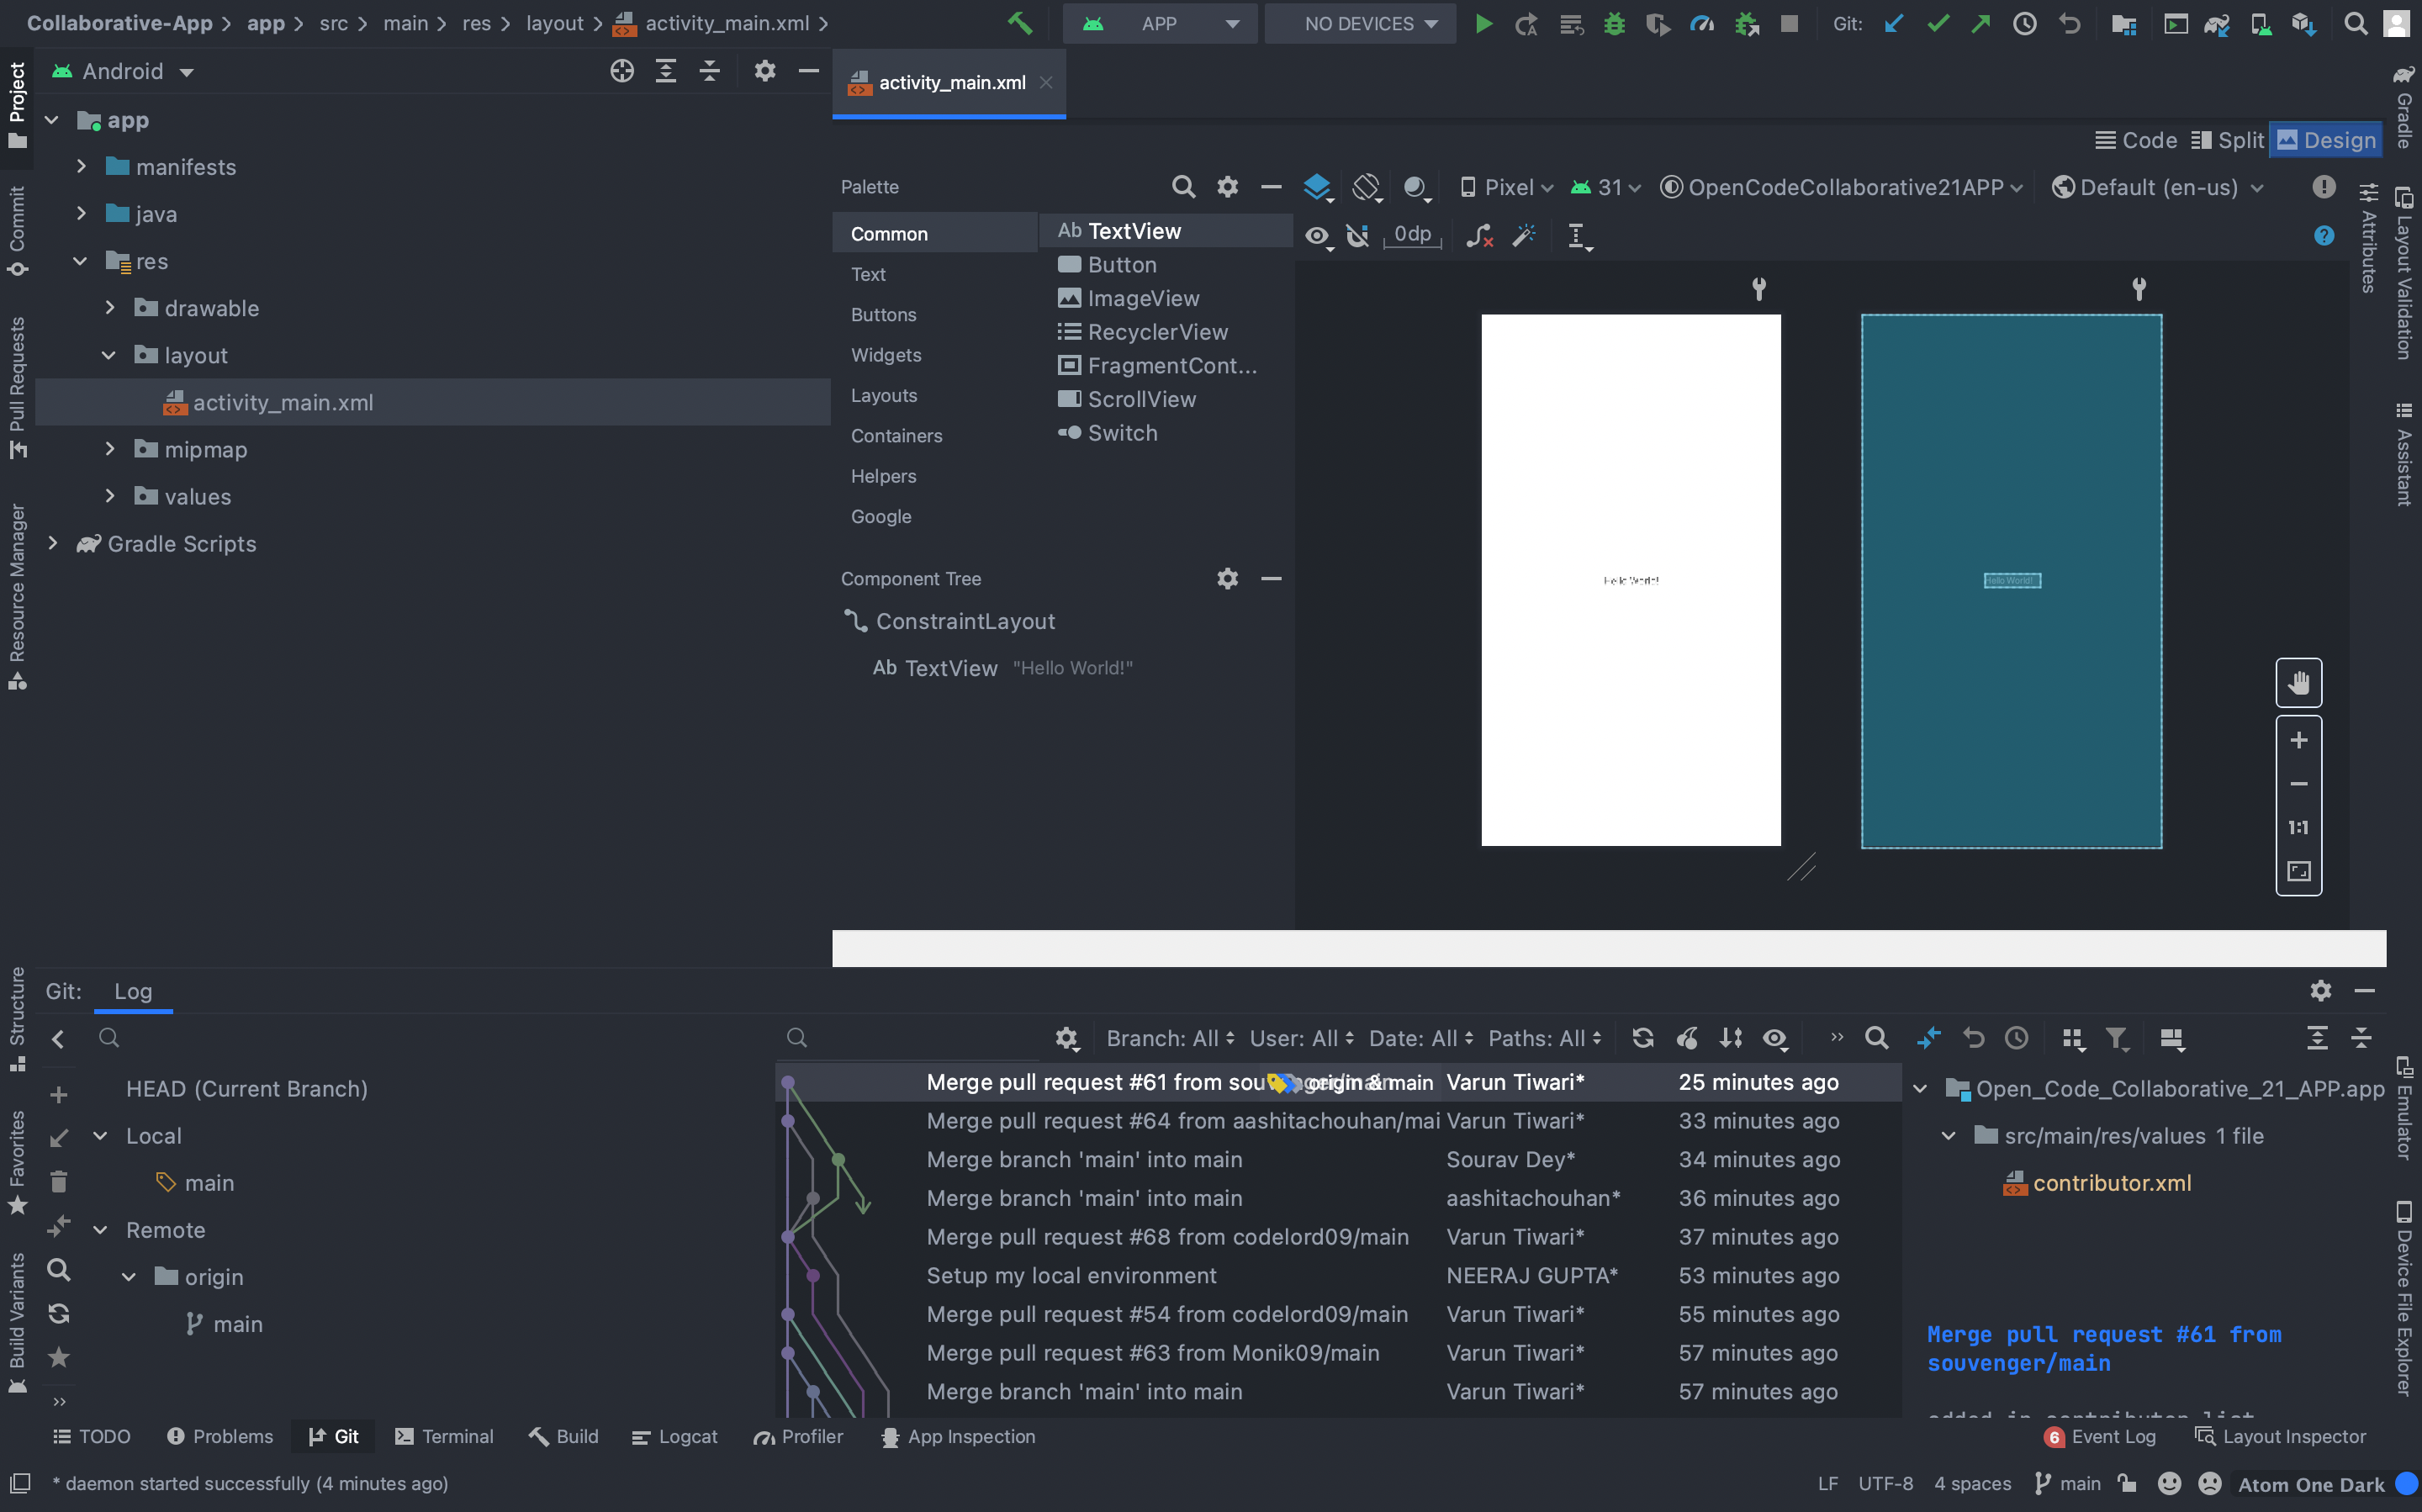 Collaborative-App app src main res layout activity_main.xml
APP NO DEVICES Git:
Project
Commit
Pull Requests
Resource Manager
Structure
Favorites
Build Variants
Android
app
manifests
java
res
drawable
layout
activity_main.xml
mipmap
values
Gradle Scripts
activity_main.xml
Code Split Design
Palette
Common
Text
Buttons
Widgets
Layouts
Containers
Helpers
Google
Ab TextView
Button
ImageView
RecyclerView
FragmentCont...
ScrollView
Switch
Pixel 31 OpenCodeCollaborative21APP Default (en-us)
0dp
Component Tree
ConstraintLayout
Ab TextView "Hello World!"
Hello World!
Hello World!
1:1
Gradle
Layout Validation
Attributes
Assistant
Emulator
Device File Explorer
Git: Log
HEAD (Current Branch)
Local
main
Remote
origin
main
Branch: All User: All Date: All Paths: All
Merge pull request #61 from souvenger/main origin & main Varun Tiwari* 25 minutes ago
Merge pull request #64 from aashitachouhan/mai Varun Tiwari* 33 minutes ago
Merge branch 'main' into main Sourav Dey* 34 minutes ago
Merge branch 'main' into main aashitachouhan* 36 minutes ago
Merge pull request #68 from codelord09/main Varun Tiwari* 37 minutes ago
Setup my local environment NEERAJ GUPTA* 53 minutes ago
Merge pull request #54 from codelord09/main Varun Tiwari* 55 minutes ago
Merge pull request #63 from Monik09/main Varun Tiwari* 57 minutes ago
Merge branch 'main' into main Varun Tiwari* 57 minutes ago
Open_Code_Collaborative_21_APP.app
src/main/res/values 1 file
contributor.xml
Merge pull request #61 from
souvenger/main
added in contributor list
TODO Problems Git Terminal Build Logcat Profiler App Inspection
6 Event Log Layout Inspector
* daemon started successfully (4 minutes ago)
LF UTF-8 4 spaces main Atom One Dark